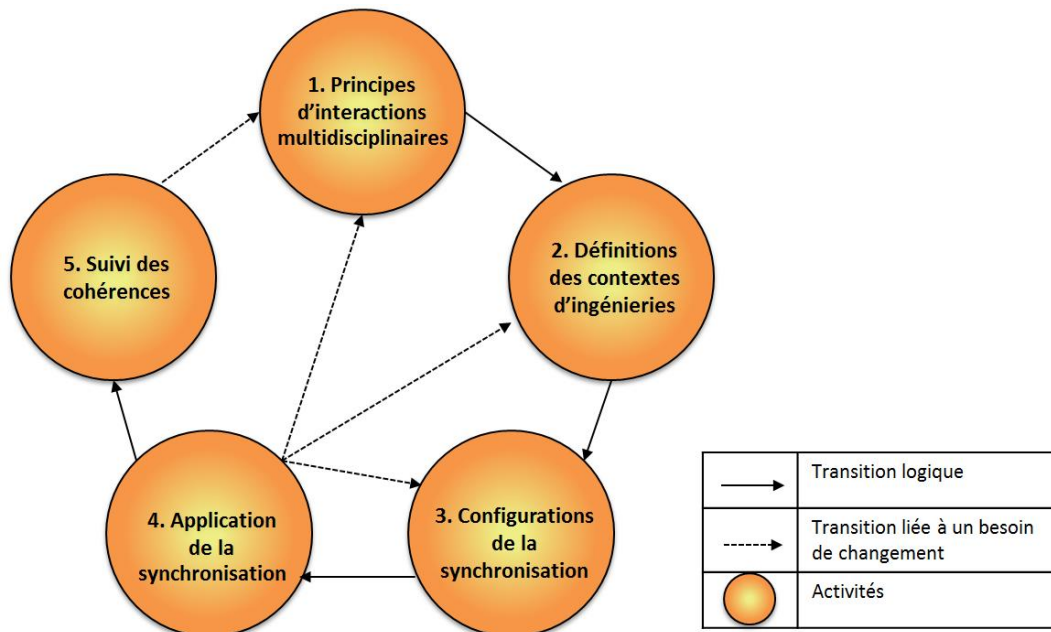 1. Principes
d'interactions
multidisciplinaires
2. Définitions
des contextes
d'ingénieries
5. Suivi des
cohérences
4. Application
de la
synchronisation
3. Configurations
de la
synchronisation
Transition logique
Transition liée à un besoin
de changement
Activités